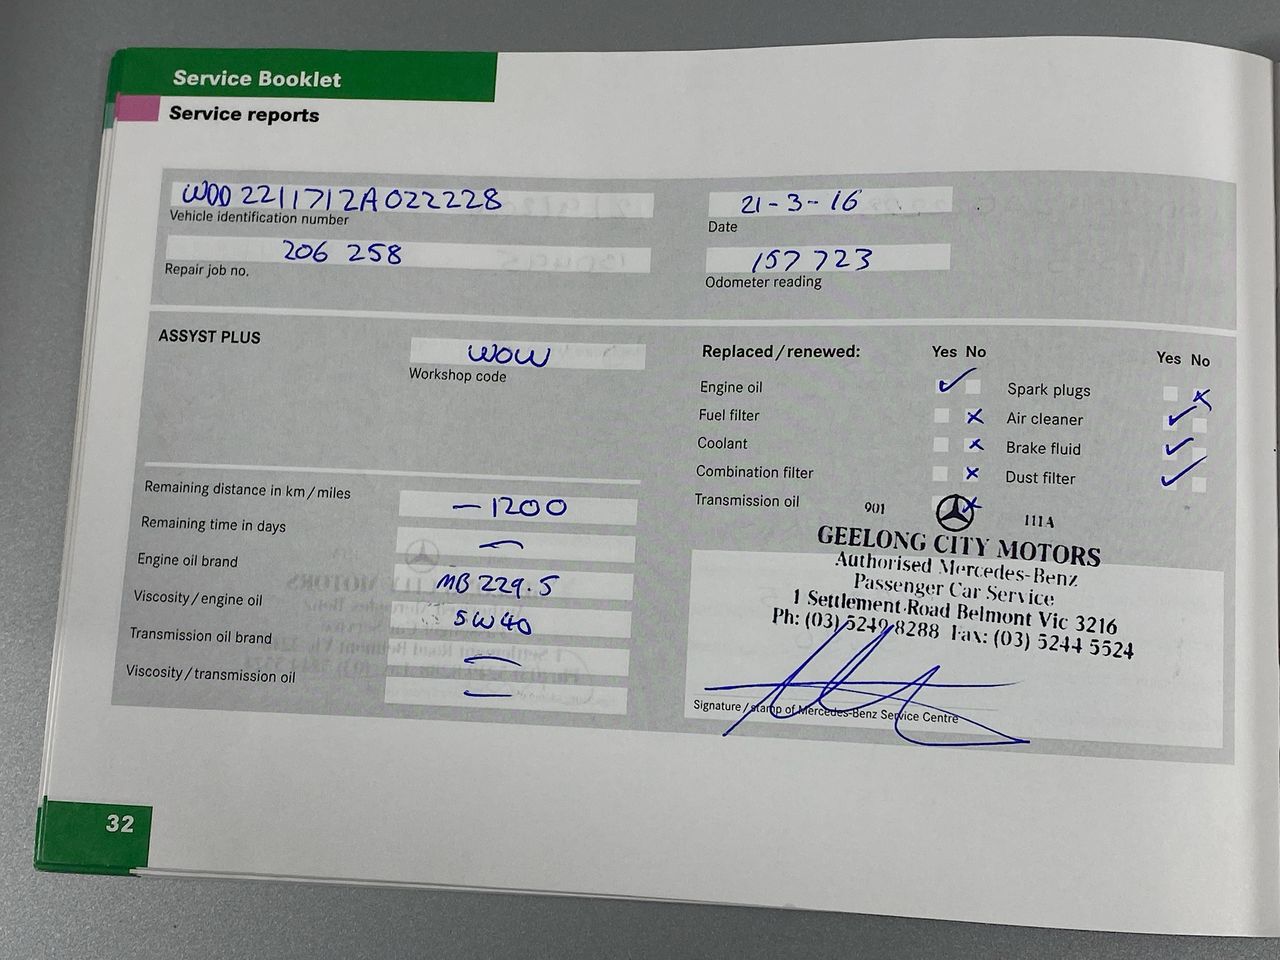 Service Booklet
Service reports
WDD 2211712A022228
Vehicle identification number
21-3-16
Date
206 258
Repair job no.
157 723
Odometer reading
ASSYST PLUS
WOW
Workshop code
Replaced/renewed: Yes No Yes No
Engine oil ✓ Spark plugs x
Fuel filter x Air cleaner ✓
Coolant x Brake fluid ✓
Combination filter x Dust filter ✓
Transmission oil x
Remaining distance in km/miles — 1200
Remaining time in days —
Engine oil brand MB 229.5
Viscosity/engine oil 5W40
Transmission oil brand —
Viscosity/transmission oil —
901 111A
GEELONG CITY MOTORS
Authorised Mercedes-Benz
Passenger Car Service
1 Settlement Road Belmont Vic 3216
Ph: (03) 5249 8288 Fax: (03) 5244 5524
Signature/stamp of Mercedes-Benz Service Centre
32